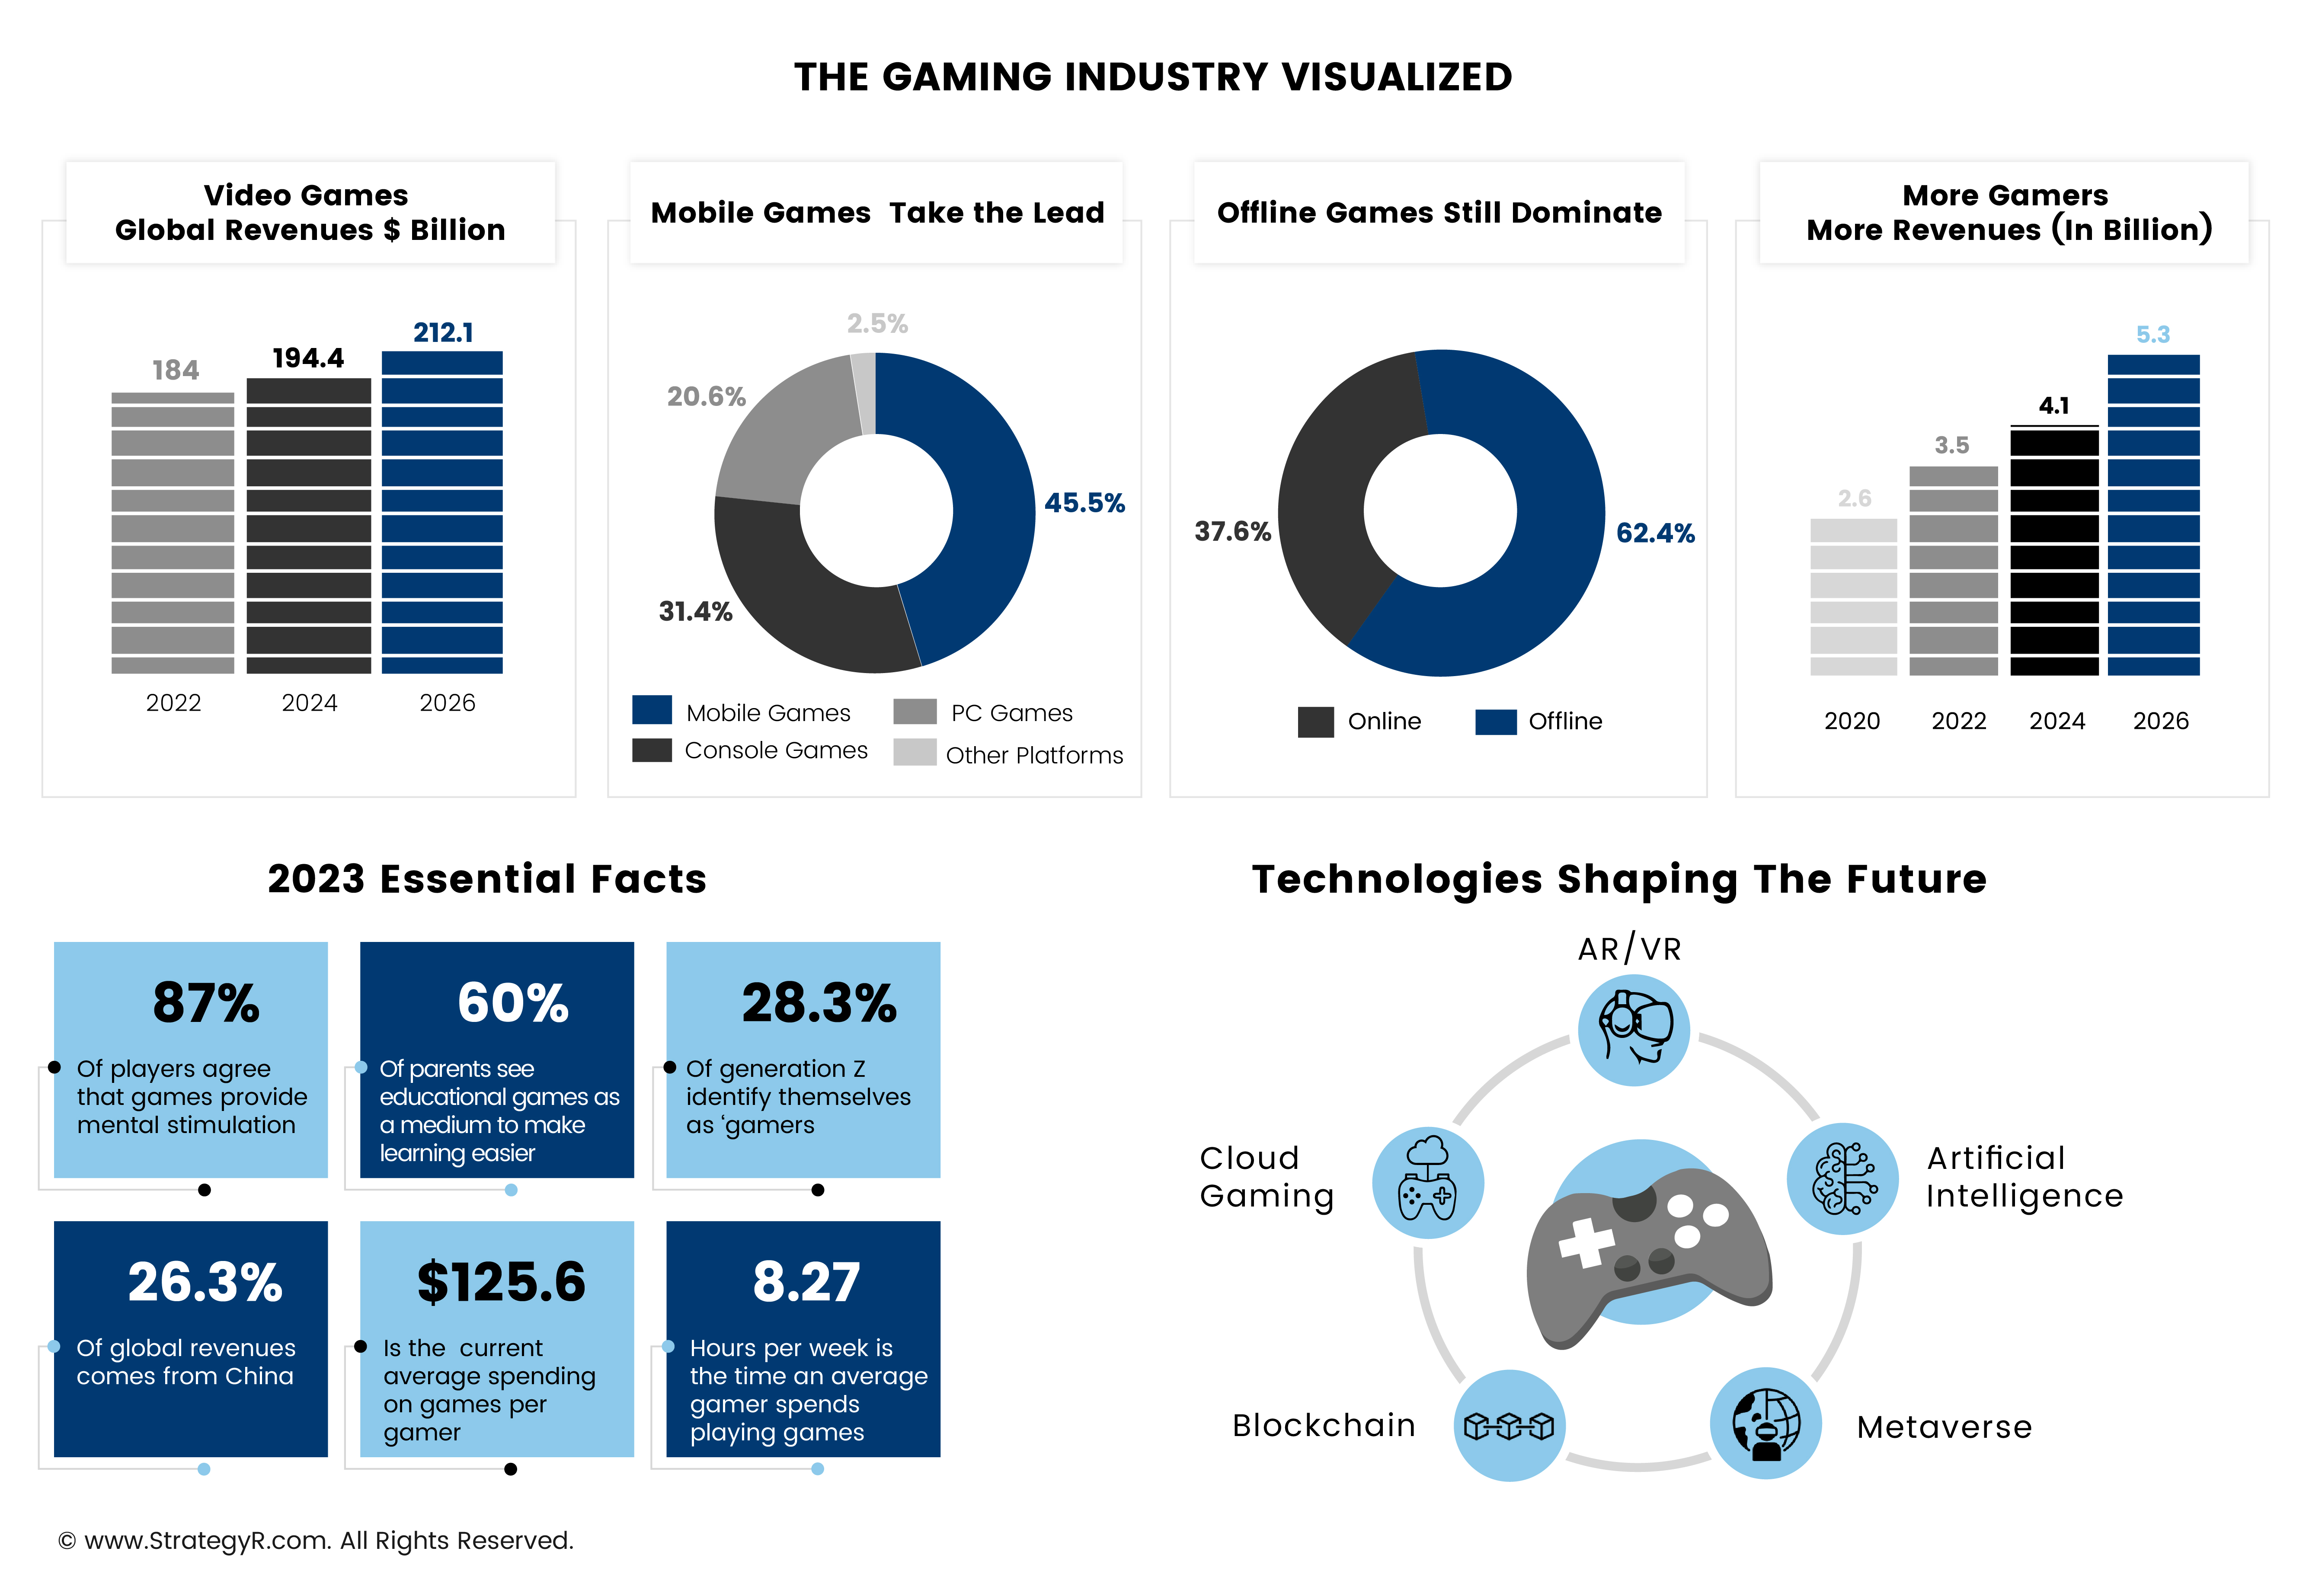 THE GAMING INDUSTRY VISUALIZED
Video Games
Global Revenues $ Billion
184
194.4
212.1
2022
2024
2026
Mobile Games Take the Lead
2.5%
20.6%
45.5%
31.4%
Mobile Games
PC Games
Console Games
Other Platforms
Offline Games Still Dominate
37.6%
62.4%
Online
Offline
More Gamers
More Revenues (In Billion)
2.6
3.5
4.1
5.3
2020
2022
2024
2026
2023 Essential Facts
87%
Of players agree
that games provide
mental stimulation
60%
Of parents see
educational games as
a medium to make
learning easier
28.3%
Of generation Z
identify themselves
as ‘gamers
26.3%
Of global revenues
comes from China
$125.6
Is the current
average spending
on games per
gamer
8.27
Hours per week is
the time an average
gamer spends
playing games
Technologies Shaping The Future
AR/VR
Cloud
Gaming
Artificial
Intelligence
Blockchain
Metaverse
© www.StrategyR.com. All Rights Reserved.